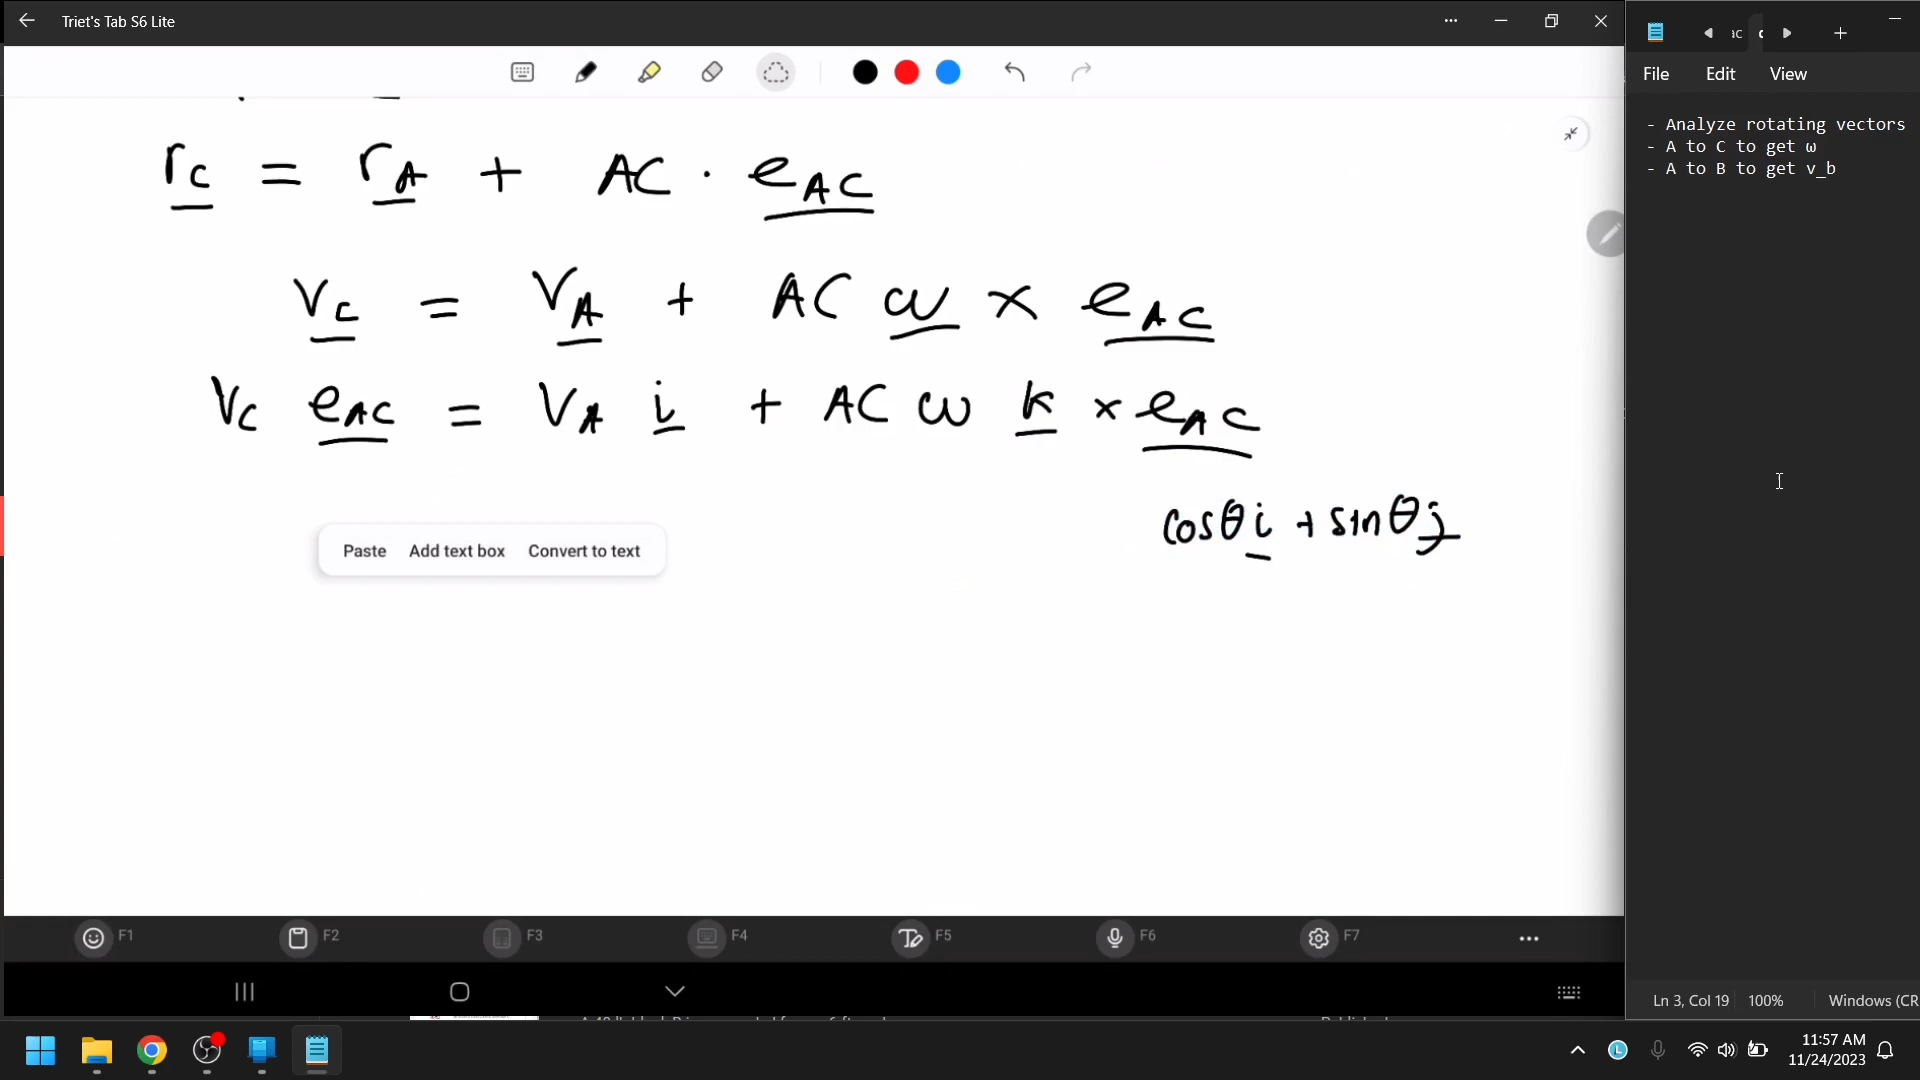 Triet's Tab S6 Lite
File Edit View
- Analyze rotating vectors
- A to C to get ω
- A to B to get v_b
r_C = r_A + AC · e_AC
v_C = v_A + AC ω × e_AC
v_C e_AC = v_A i + AC ω k × e_AC
cosθ i + sinθ j
Paste Add text box Convert to text
F1 F2 F3 F4 F5 F6 F7
Ln 3, Col 19 100% Windows (CR
11:57 AM
11/24/2023